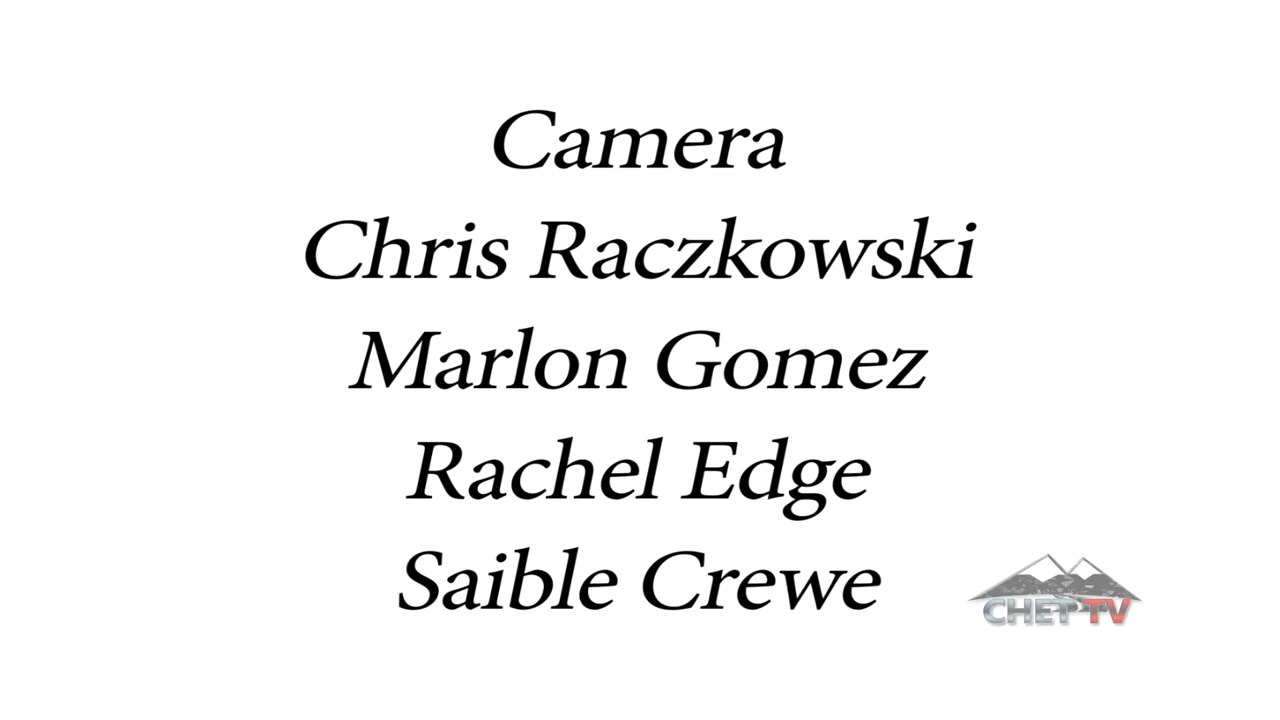 Camera
Chris Raczkowski
Marlon Gomez
Rachel Edge
Saible Crewe
CHET TV